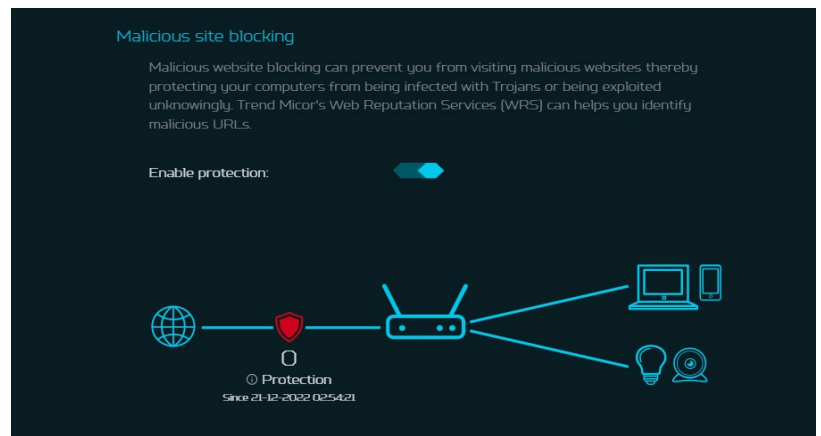 Malicious site blocking
Malicious website blocking can prevent you from visiting malicious websites thereby
protecting your computers from being infected with Trojans or being exploited
unknowingly. Trend Micor's Web Reputation Services (WRS) can helps you identify
malicious URLs.
Enable protection:
0
Protection
Since 21-12-2022 02:54:21